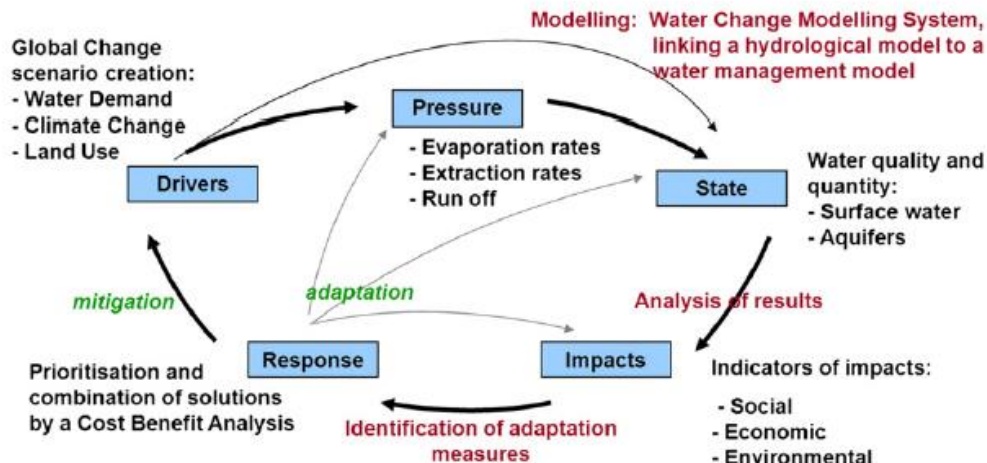 Modelling: Water Change Modelling System,
linking a hydrological model to a
water management model
Global Change
scenario creation:
- Water Demand
- Climate Change
- Land Use
Drivers
Pressure
- Evaporation rates
- Extraction rates
- Run off
State
Water quality and
quantity:
- Surface water
- Aquifers
mitigation
adaptation
Analysis of results
Response
Impacts
Prioritisation and
combination of solutions
by a Cost Benefit Analysis
Identification of adaptation
measures
Indicators of impacts:
- Social
- Economic
- Environmental